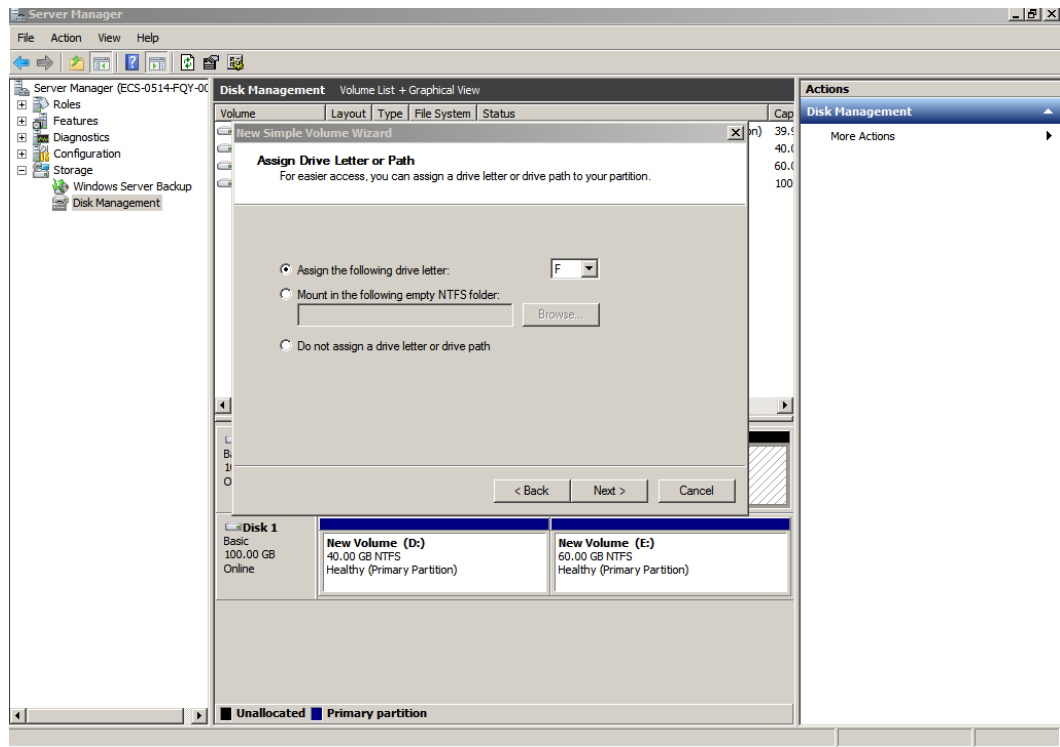 Server Manager
File Action View Help
Server Manager (ECS-0514-FQY-00
Roles
Features
Diagnostics
Configuration
Storage
Windows Server Backup
Disk Management
Disk Management Volume List + Graphical View
Volume Layout Type File System Status Cap
39.9
40.0
60.0
100
New Simple Volume Wizard
Assign Drive Letter or Path
For easier access, you can assign a drive letter or drive path to your partition.
Assign the following drive letter: F
Mount in the following empty NTFS folder:
Browse...
Do not assign a drive letter or drive path
< Back Next > Cancel
Disk 1
Basic
100.00 GB
Online
New Volume (D:)
40.00 GB NTFS
Healthy (Primary Partition)
New Volume (E:)
60.00 GB NTFS
Healthy (Primary Partition)
Unallocated Primary partition
Actions
Disk Management
More Actions